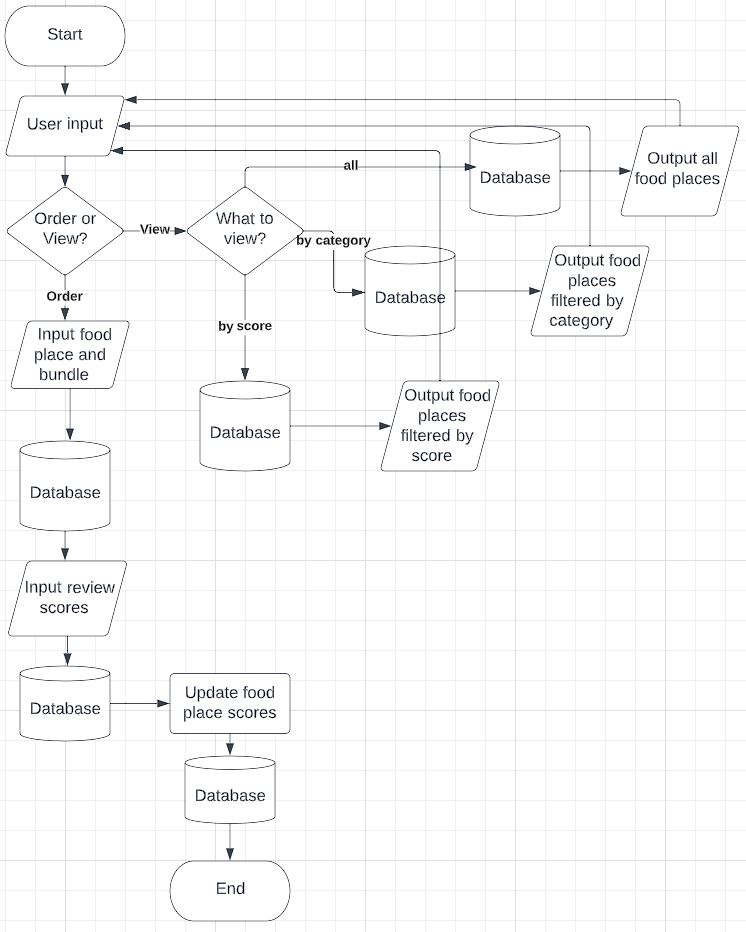 Start
User input
all
Database
Output all
food places
Order or
View?
View
What to
view?
by category
Database
Output food
places
filtered by
category
Order
by score
Input food
place and
bundle
Database
Output food
places
filtered by
score
Database
Input review
scores
Database
Update food
place scores
Database
End